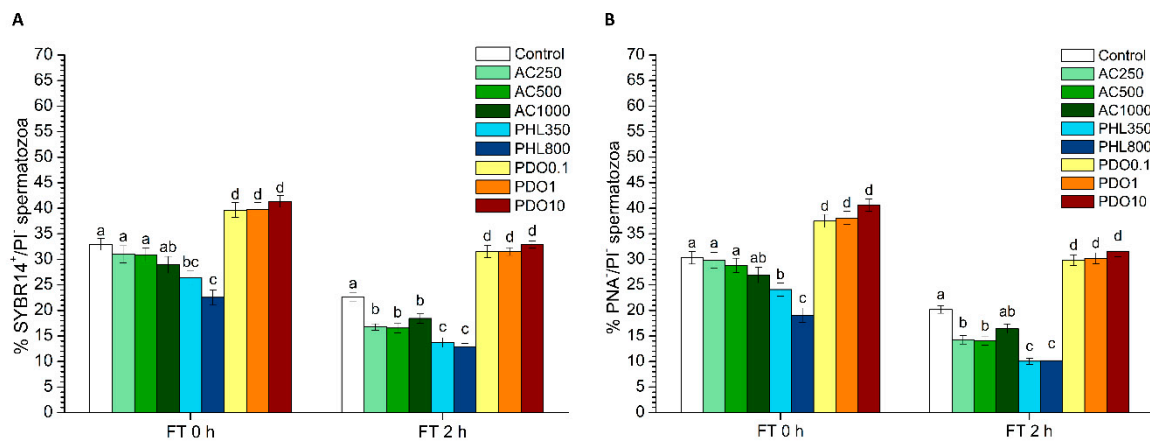 A
% SYBR14⁺/PI⁻ spermatozoa
70
65
60
55
50
45
40
35
30
25
20
15
10
5
0
Control
AC250
AC500
AC1000
PHL350
PHL800
PDO0.1
PDO1
PDO10
a
a
a
ab
bc
c
d
d
d
a
b
b
b
c
c
d
d
d
FT 0 h
FT 2 h
B
% PNA⁻/PI⁻ spermatozoa
70
65
60
55
50
45
40
35
30
25
20
15
10
5
0
Control
AC250
AC500
AC1000
PHL350
PHL800
PDO0.1
PDO1
PDO10
a
a
a
ab
b
c
d
d
d
a
b
b
ab
c
c
d
d
d
FT 0 h
FT 2 h